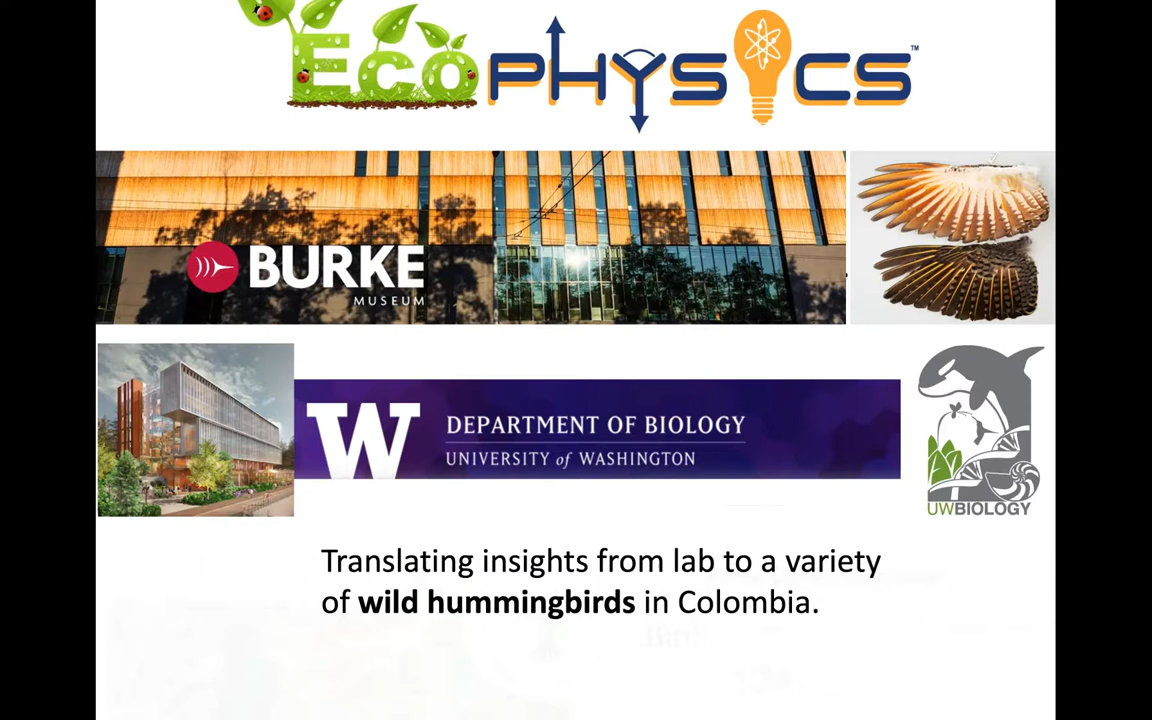 Ecophysics™
BURKE
MUSEUM
W
DEPARTMENT OF BIOLOGY
UNIVERSITY of WASHINGTON
UWBIOLOGY
Translating insights from lab to a variety
of wild hummingbirds in Colombia.